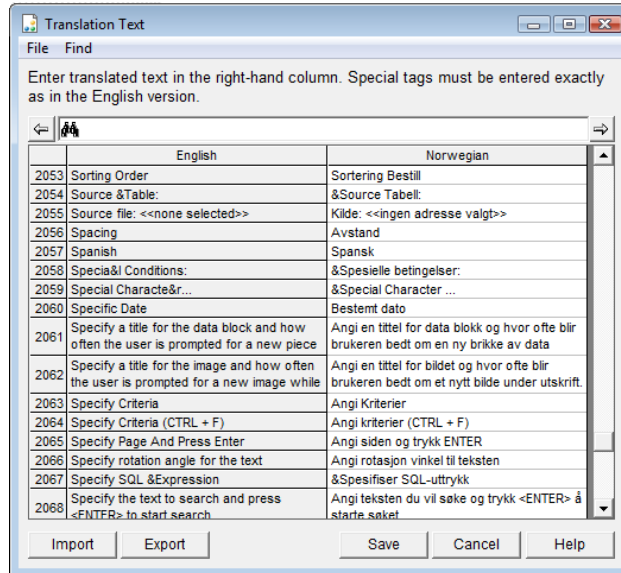 Translation Text
File Find
Enter translated text in the right-hand column. Special tags must be entered exactly
as in the English version.
English Norwegian
2053 Sorting Order Sortering Bestill
2054 Source &Table: &Source Tabell:
2055 Source file: <<none selected>> Kilde: <<ingen adresse valgt>>
2056 Spacing Avstand
2057 Spanish Spansk
2058 Specia&l Conditions: &Spesielle betingelser:
2059 Special Characte&r... &Special Character ...
2060 Specific Date Bestemt dato
2061 Specify a title for the data block and how Angi en tittel for data blokk og hvor ofte blir
often the user is prompted for a new piece brukeren bedt om en ny brikke av data
2062 Specify a title for the image and how often Angi en tittel for bildet og hvor ofte blir
the user is prompted for a new image while brukeren bedt om et nytt bilde under utskrift.
2063 Specify Criteria Angi Kriterier
2064 Specify Criteria (CTRL + F) Angi kriterier (CTRL + F)
2065 Specify Page And Press Enter Angi siden og trykk ENTER
2066 Specify rotation angle for the text Angi rotasjon vinkel til teksten
2067 Specify SQL &Expression &Spesifiser SQL-uttrykk
2068 Specify the text to search and press Angi teksten du vil søke og trykk <ENTER> å
<ENTER> to start search starte søket
Import Export Save Cancel Help